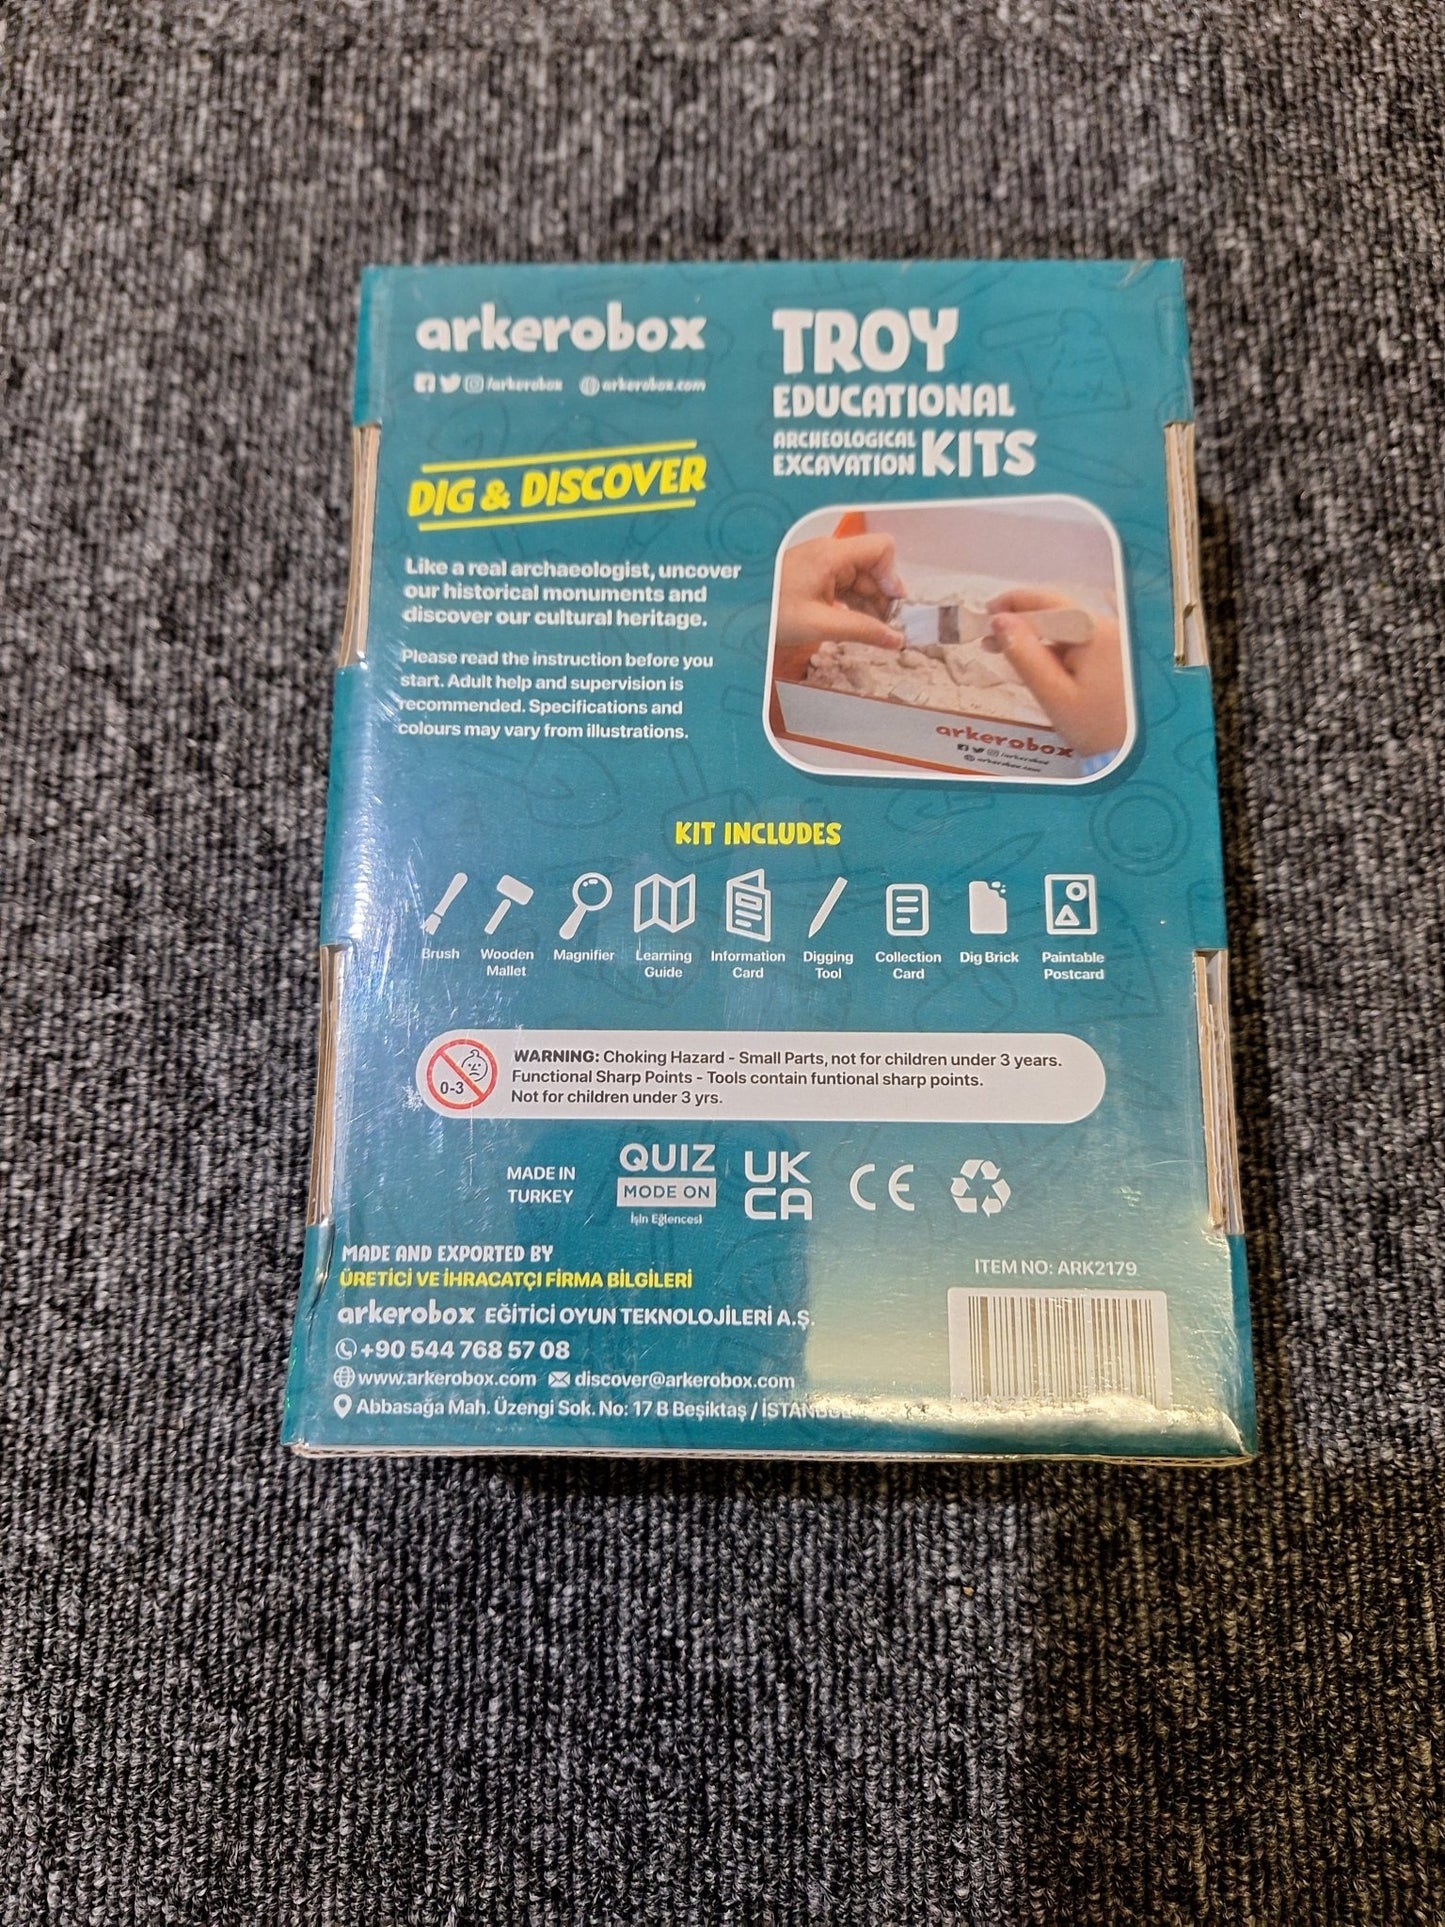 arkerobox
/arkerobox arkerobox.com
TROY
EDUCATIONAL
ARCHEOLOGICAL
EXCAVATION KITS
DIG & DISCOVER
Like a real archaeologist, uncover
our historical monuments and
discover our cultural heritage.
Please read the instruction before you
start. Adult help and supervision is
recommended. Specifications and
colours may vary from illustrations.
arkerobox
/arkerobox
arkerobox.com
KIT INCLUDES
Brush
Wooden
Mallet
Magnifier
Learning
Guide
Information
Card
Digging
Tool
Collection
Card
Dig Brick
Paintable
Postcard
0-3
WARNING: Choking Hazard - Small Parts, not for children under 3 years.
Functional Sharp Points - Tools contain funtional sharp points.
Not for children under 3 yrs.
MADE IN
TURKEY
QUIZ
MODE ON
İşin Eğlencesi
UK
CA
CE
MADE AND EXPORTED BY
ÜRETİCİ VE İHRACATÇI FİRMA BİLGİLERİ
arkerobox EĞİTİCİ OYUN TEKNOLOJİLERİ A.Ş.
+90 544 768 57 08
www.arkerobox.com discover@arkerobox.com
Abbasağa Mah. Üzengi Sok. No: 17 B Beşiktaş / İSTANBUL
ITEM NO: ARK2179